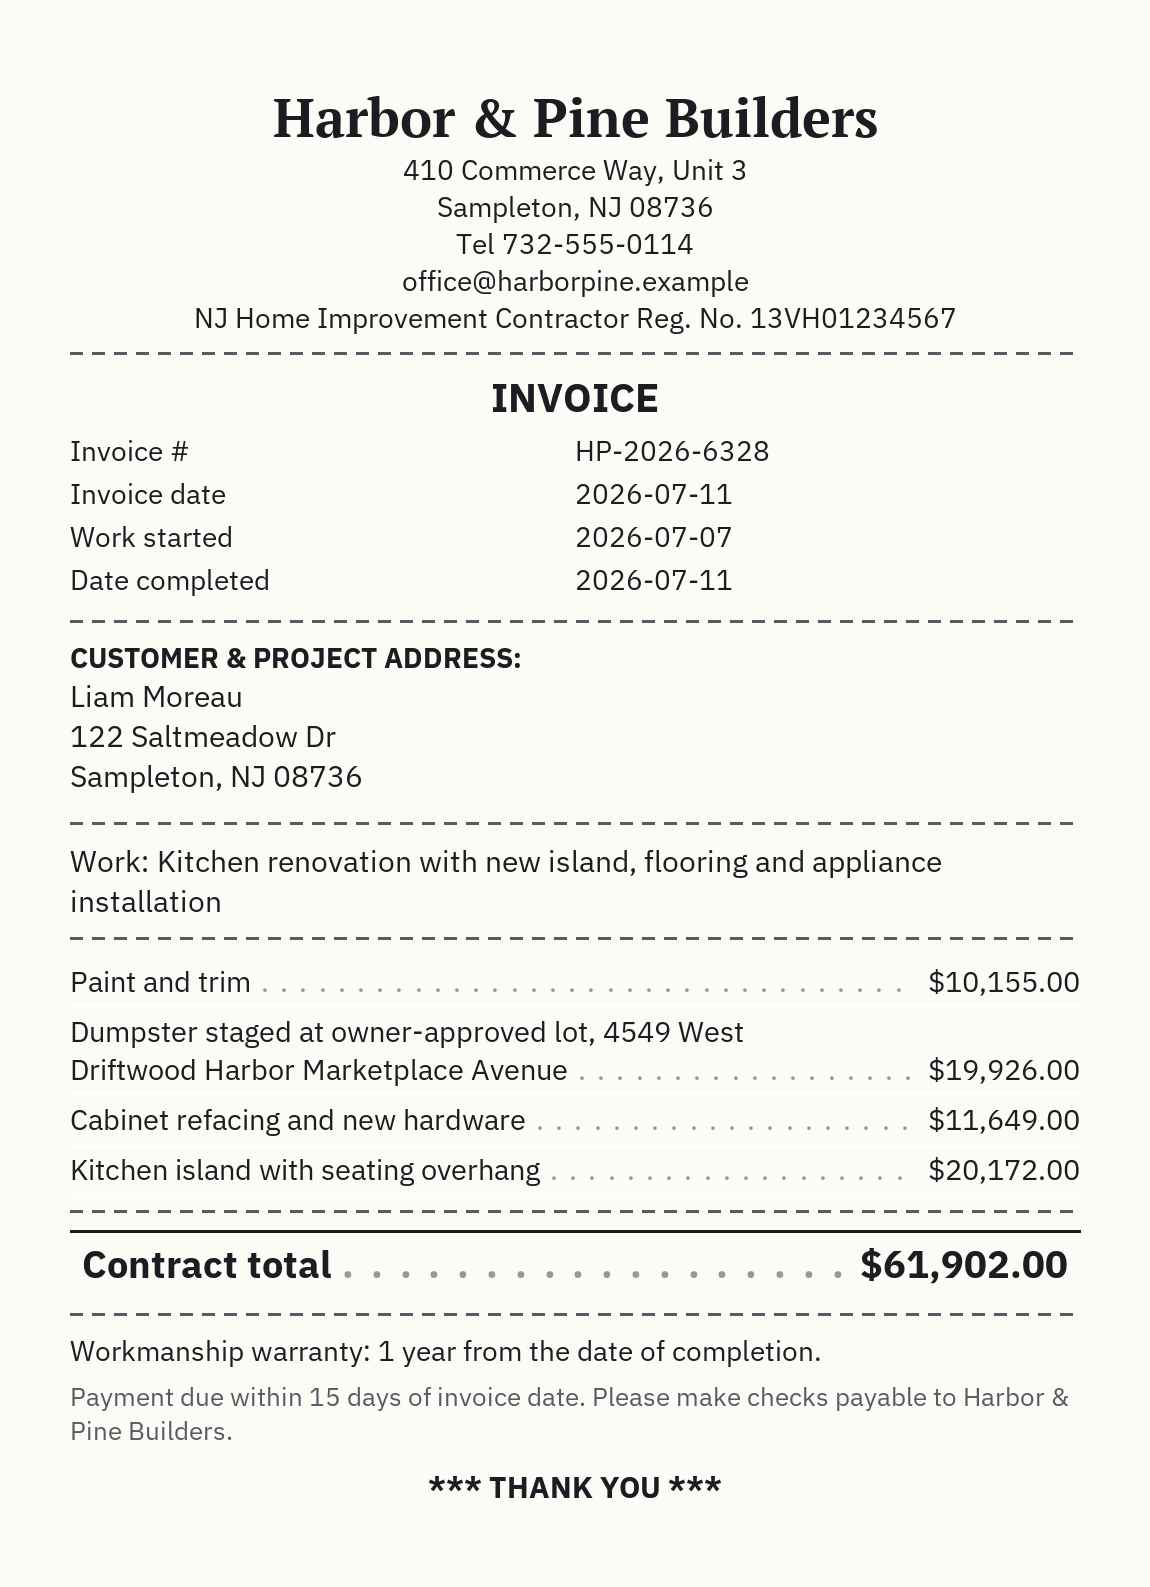 Harbor & Pine Builders
410 Commerce Way, Unit 3
Sampleton, NJ 08736
Tel 732-555-0114
office@harborpine.example
NJ Home Improvement Contractor Reg. No. 13VH01234567
INVOICE
Invoice # HP-2026-6328
Invoice date 2026-07-11
Work started 2026-07-07
Date completed 2026-07-11
CUSTOMER & PROJECT ADDRESS:
Liam Moreau
122 Saltmeadow Dr
Sampleton, NJ 08736
Work: Kitchen renovation with new island, flooring and appliance
installation
Paint and trim $10,155.00
Dumpster staged at owner-approved lot, 4549 West
Driftwood Harbor Marketplace Avenue $19,926.00
Cabinet refacing and new hardware $11,649.00
Kitchen island with seating overhang $20,172.00
Contract total $61,902.00
Workmanship warranty: 1 year from the date of completion.
Payment due within 15 days of invoice date. Please make checks payable to Harbor &
Pine Builders.
*** THANK YOU ***